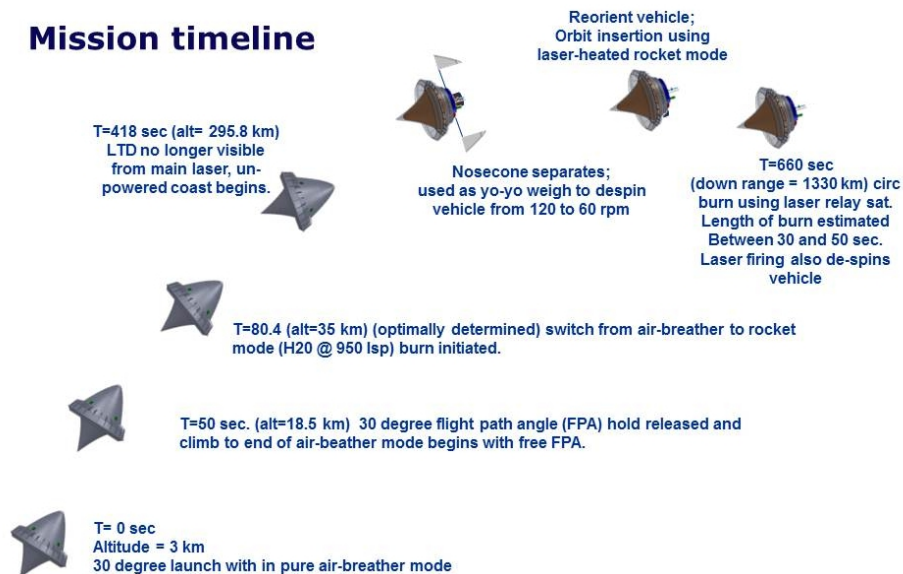 Mission timeline
Reorient vehicle;
Orbit insertion using
laser-heated rocket mode
T=418 sec (alt= 295.8 km)
LTD no longer visible
from main laser, un-
powered coast begins.
Nosecone separates;
used as yo-yo weigh to despin
vehicle from 120 to 60 rpm
T=660 sec
(down range = 1330 km) circ
burn using laser relay sat.
Length of burn estimated
Between 30 and 50 sec.
Laser firing also de-spins
vehicle
T=80.4 (alt=35 km) (optimally determined) switch from air-breather to rocket
mode (H20 @ 950 Isp) burn initiated.
T=50 sec. (alt=18.5 km) 30 degree flight path angle (FPA) hold released and
climb to end of air-beather mode begins with free FPA.
T= 0 sec
Altitude = 3 km
30 degree launch with in pure air-breather mode